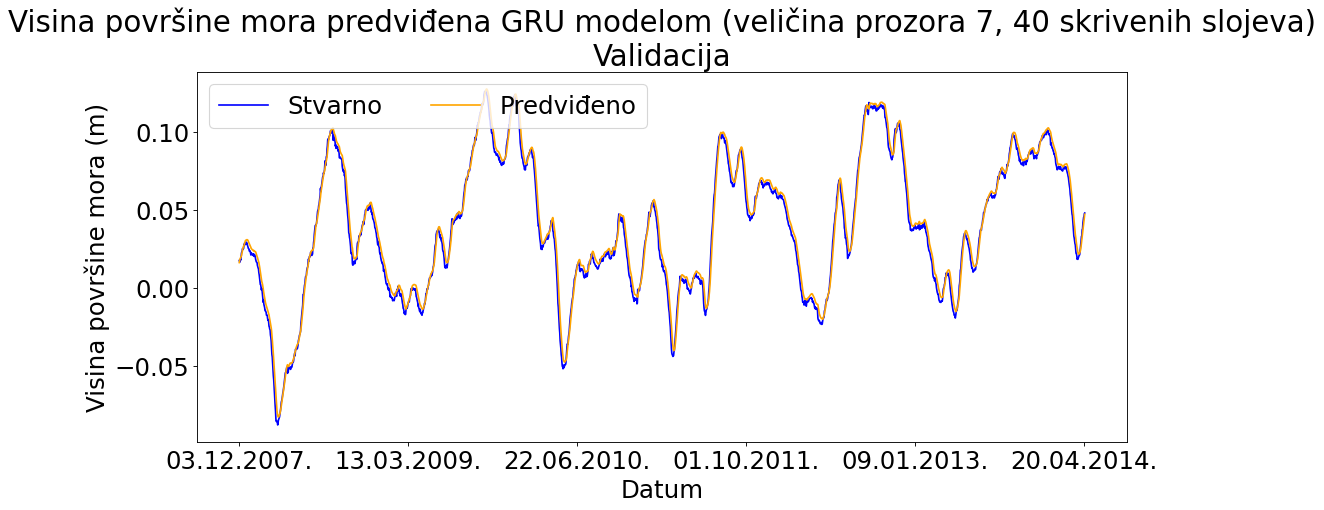 Visina površine mora predviđena GRU modelom (veličina prozora 7, 40 skrivenih slojeva)
Validacija
Stvarno
Predviđeno
Visina površine mora (m)
0.10
0.05
0.00
−0.05
03.12.2007.
13.03.2009.
22.06.2010.
01.10.2011.
09.01.2013.
20.04.2014.
Datum